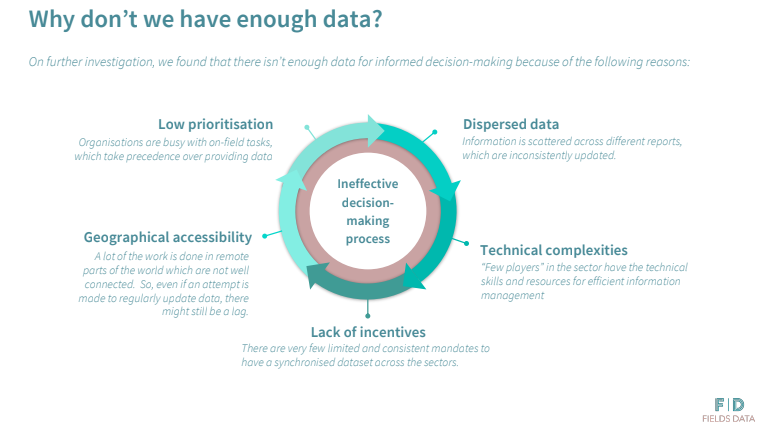 Why don’t we have enough data?
On further investigation, we found that there isn’t enough data for informed decision-making because of the following reasons:
Low prioritisation
Organisations are busy with on-field tasks,
which take precedence over providing data
Dispersed data
Information is scattered across different reports,
which are inconsistently updated.
Ineffective
decision-
making
process
Geographical accessibility
A lot of the work is done in remote
parts of the world which are not well
connected. So, even if an attempt is
made to regularly update data, there
might still be a lag.
Technical complexities
“Few players” in the sector have the technical
skills and resources for efficient information
management
Lack of incentives
There are very few limited and consistent mandates to
have a synchronised dataset across the sectors.
F|D
FIELDS DATA